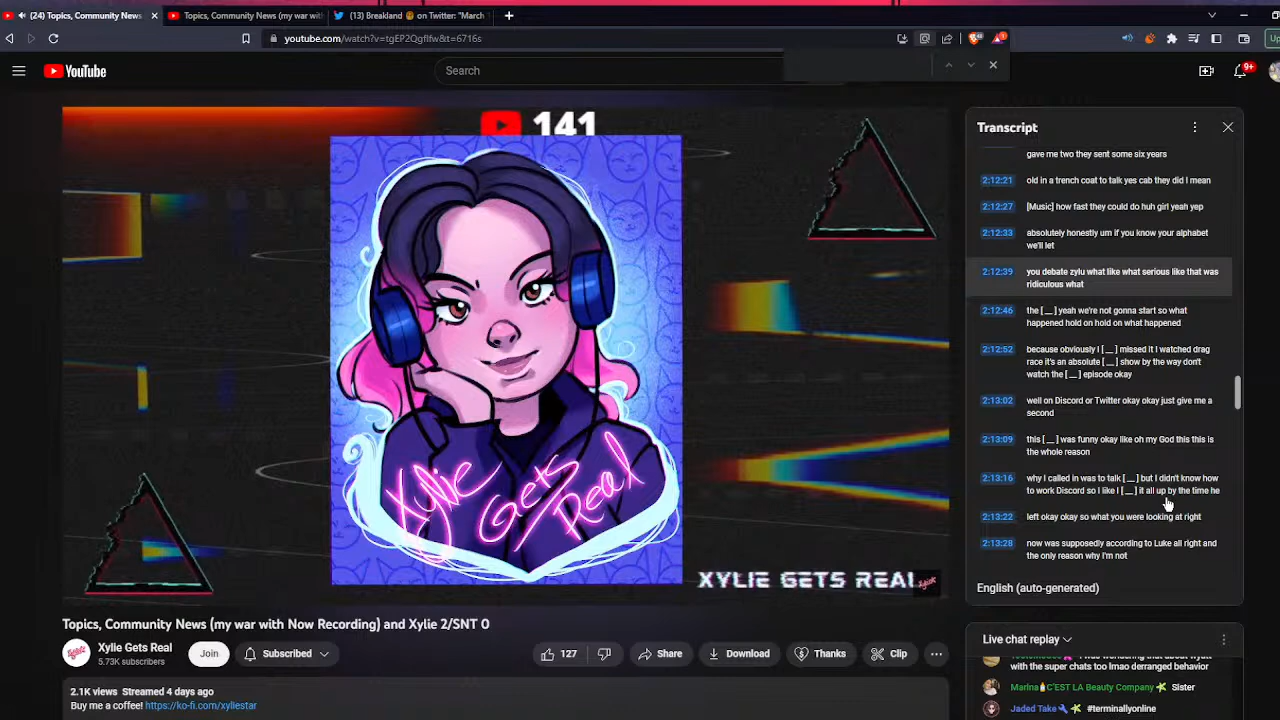 (24) Topics, Community News
Topics, Community News (my war wit
(13) Breakland
on Twitter: "March
youtube.com/watch?v=tgEP2Qgflfw&t=6716s
YouTube
Search
9+
141
Xylie
Gets
Real
XYLIE GETS REAL
Topics, Community News (my war with Now Recording) and Xylie 2/SNT 0
Xylie Gets Real
5.73K subscribers
Join
Subscribed
127
Share
Download
Thanks
Clip
2.1K views Streamed 4 days ago
Buy me a coffee! https://ko-fi.com/xyliestar
Transcript
gave me two they sent some six years
2:12:21 old in a trench coat to talk yes cab they did I mean
2:12:27 [Music] how fast they could do huh girl yeah yep
2:12:33 absolutely honestly um if you know your alphabet
we'll let
2:12:39 you debate zylu what like what serious like that was
ridiculous what
2:12:46 the [ __ ] yeah we're not gonna start so what
happened hold on hold on what happened
2:12:52 because obviously I [ __ ] missed it I watched drag
race it's an absolute [ __ ] show by the way don't
watch the [ __ ] episode okay
2:13:02 well on Discord or Twitter okay okay just give me a
second
2:13:09 this [ __ ] was funny okay like oh my God this this is
the whole reason
2:13:16 why I called in was to talk [ __ ] but I didn't know how
to work Discord so I like I [ __ ] it all up by the time he
2:13:22 left okay okay so what you were looking at right
2:13:28 now was supposedly according to Luke all right and
the only reason why I'm not
English (auto-generated)
Live chat replay
with the super chats too lmao derranged behavior
Marina C'EST LA Beauty Company Sister
Jaded Take #terminallyonline